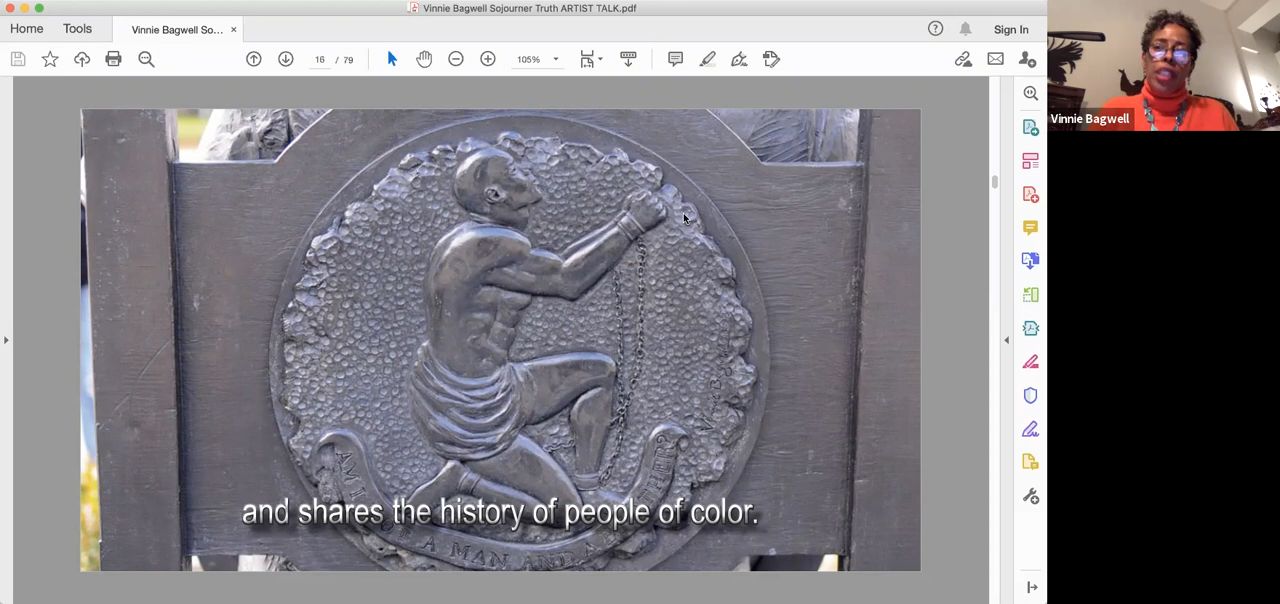 Vinnie Bagwell Sojourner Truth ARTIST TALK.pdf
Home Tools Vinnie Bagwell So... × Sign In
16 / 79 105%
Vinnie Bagwell
AM I
A MAN AND A
and shares the history of people of color.